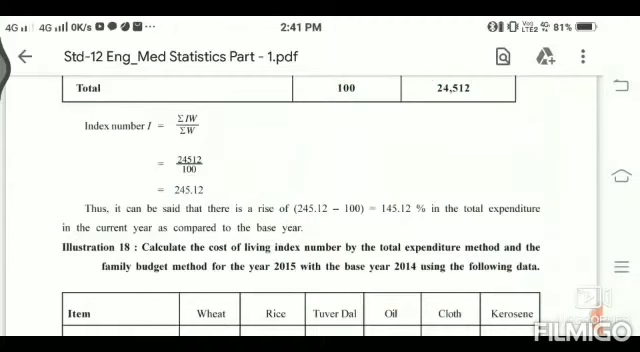 4G 4G 0K/s 2:41 PM Vo) LTE2 4G 81%
Std-12 Eng_Med Statistics Part - 1.pdf
Total 100 24,512
Index number I = Σ IW / Σ W
= 24512 / 100
= 245.12
Thus, it can be said that there is a rise of (245.12 − 100) = 145.12 % in the total expenditure
in the current year as compared to the base year.
Illustration 18 : Calculate the cost of living index number by the total expenditure method and the
family budget method for the year 2015 with the base year 2014 using the following data.
Item Wheat Rice Tuver Dal Oil Cloth Kerosene
FILMIGO